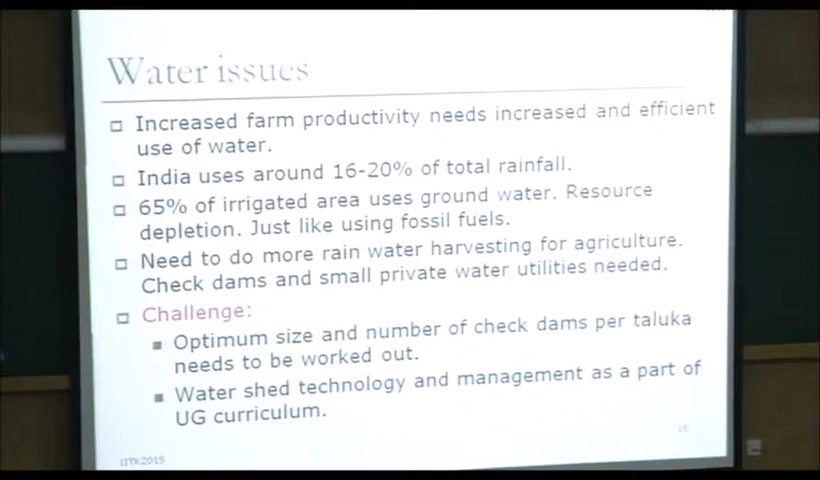 Water issues
Increased farm productivity needs increased and efficient
use of water.
India uses around 16-20% of total rainfall.
65% of irrigated area uses ground water. Resource
depletion. Just like using fossil fuels.
Need to do more rain water harvesting for agriculture.
Check dams and small private water utilities needed.
Challenge:
Optimum size and number of check dams per taluka
needs to be worked out.
Water shed technology and management as a part of
UG curriculum.
IITK2015